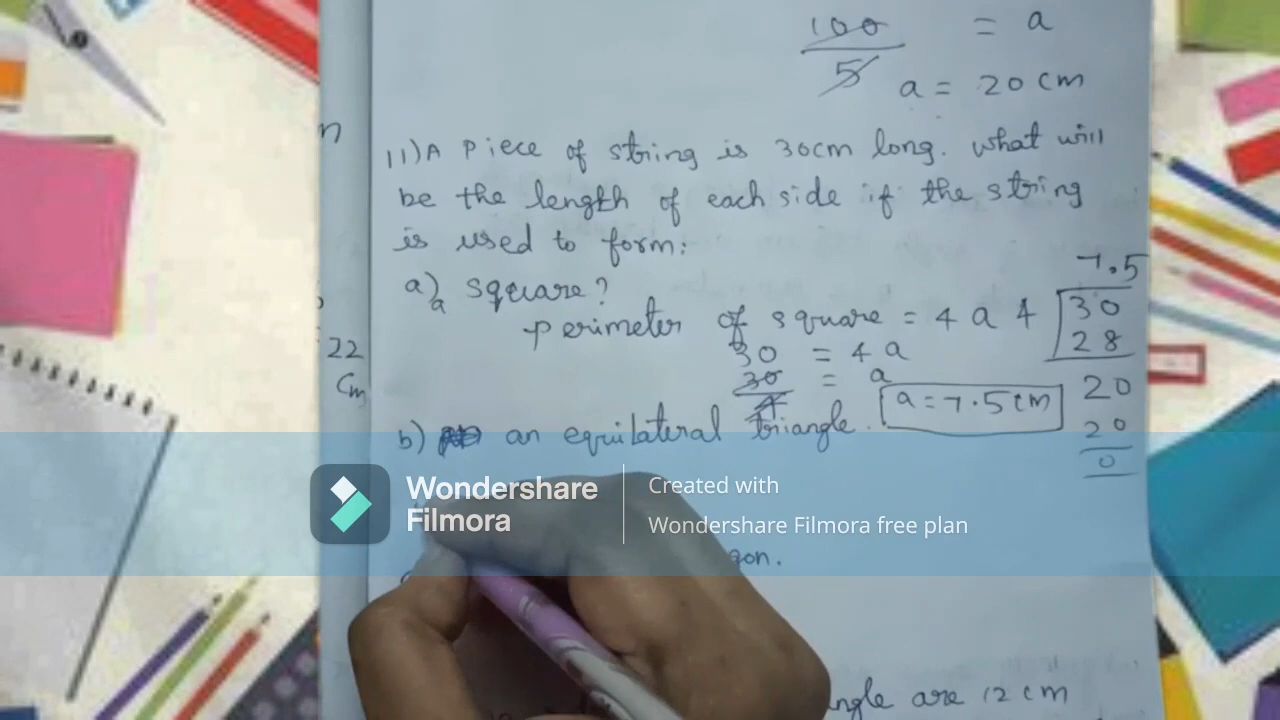 100 = a
5
a = 20 cm
n
11) A piece of string is 30cm long. what will
be the length of each side if the string
is used to form:
a) a square?
perimeter of square = 4 a
30 = 4 a
30 = a
4
a = 7.5 cm
7.5
4 30
28
20
20
0
22
cm
b) an equilateral triangle.
Wondershare
Filmora
Created with
Wondershare Filmora free plan
gon.
ngle are 12 cm